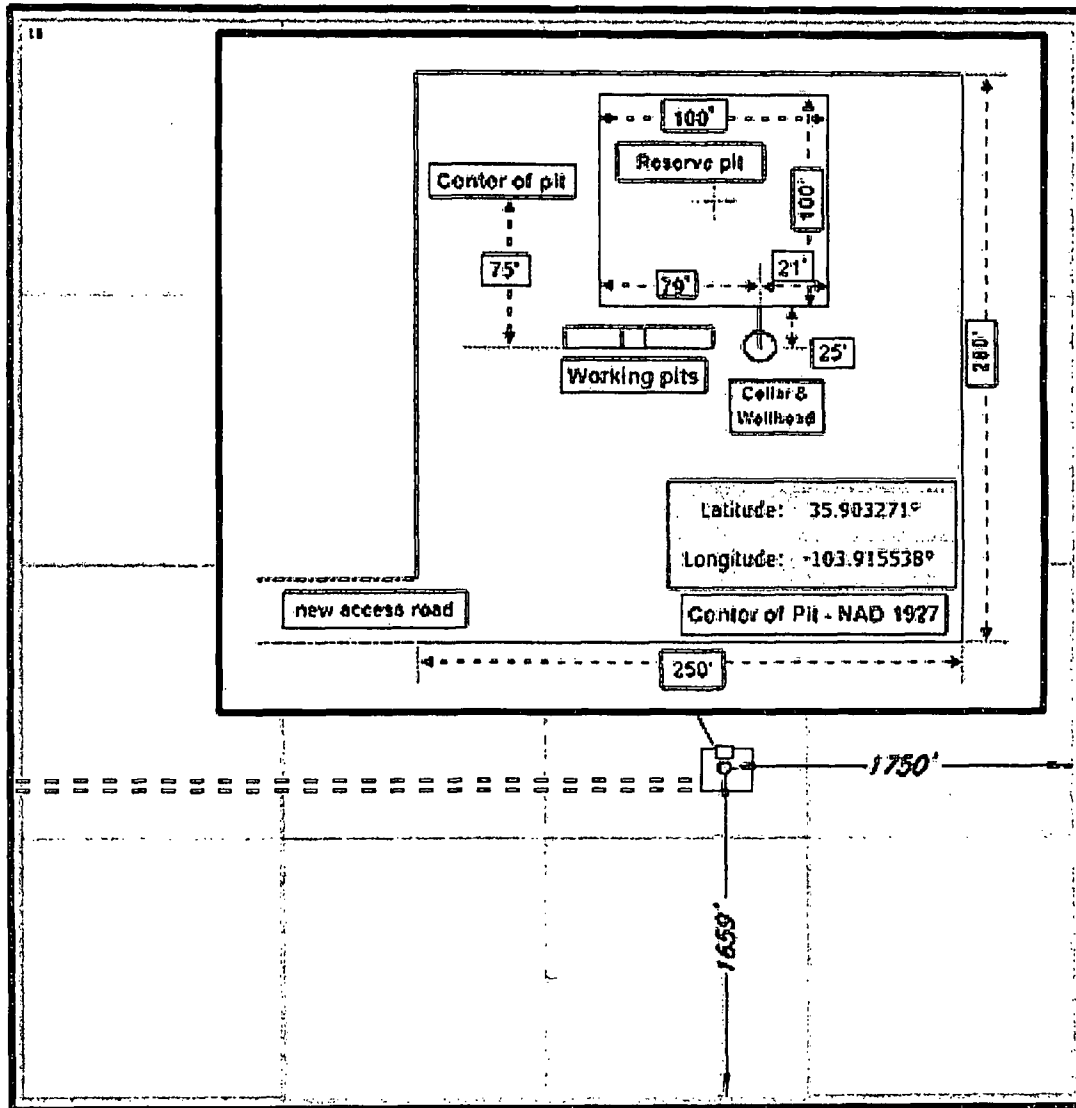 18
100'
Reserve pit
Center of pit
100'
75'
79'
21'
25'
Working pits
Cellar &
Wellhead
280'
Latitude: 35.903271°
Longitude: -103.915538°
new access road
Center of Pit - NAD 1927
250'
1750'
1659'